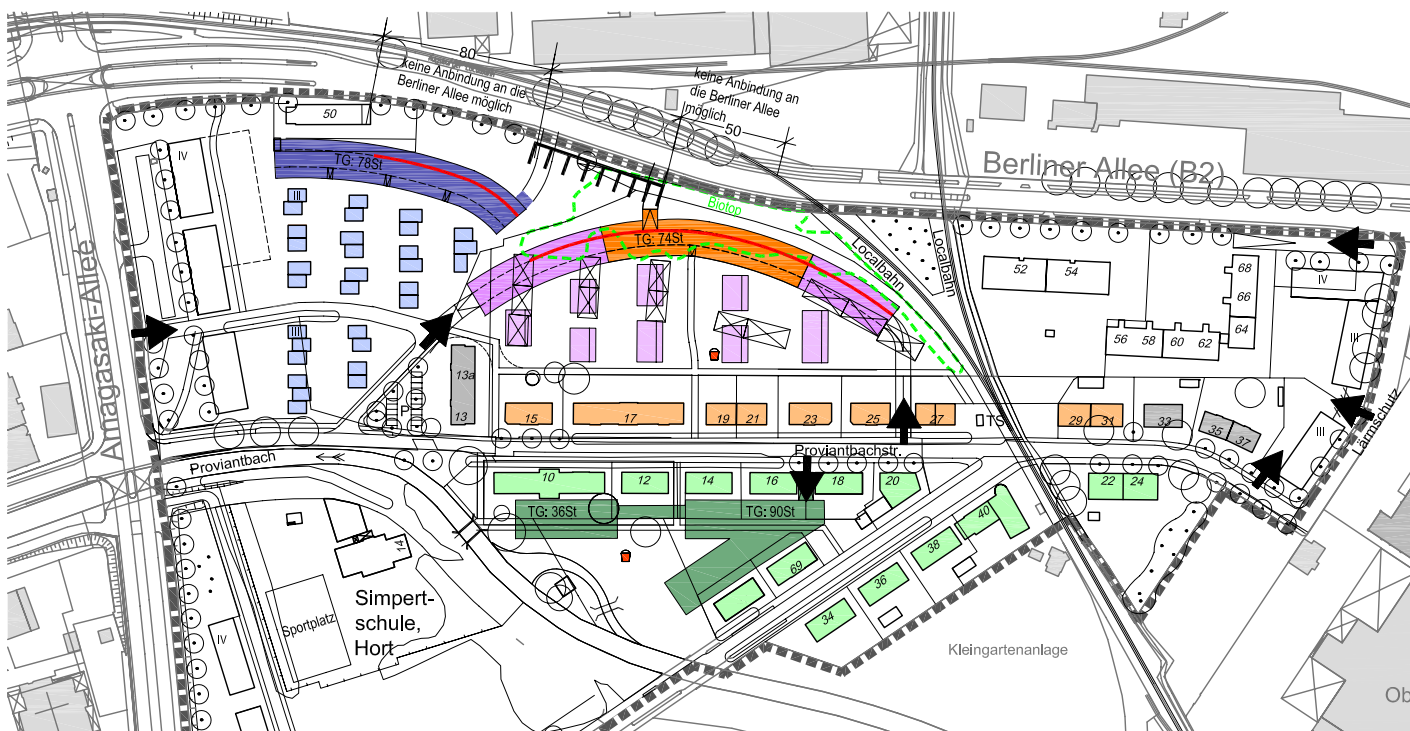 80
keine Anbindung an die
Berliner Allee möglich
keine Anbindung an
die Berliner Allee
möglich
50
Berliner Allee (B2)
50
IV
TG: 78St
III
Biotop
TG: 74St
Localbahn
Localbahn
52
54
68
66
64
IV
III
56
58
60
62
Amagasaki-Allee
III
13a
13
P
15
17
19
21
23
25
27
TS
29
31
33
35
37
III
Lärmschutz
Proviantbachstr.
Proviantbach
10
12
14
16
18
20
22
24
TG: 36St
TG: 90St
40
38
36
34
69
14
Simpert-
schule,
Hort
Sportplatz
IV
Kleingartenanlage
Ob